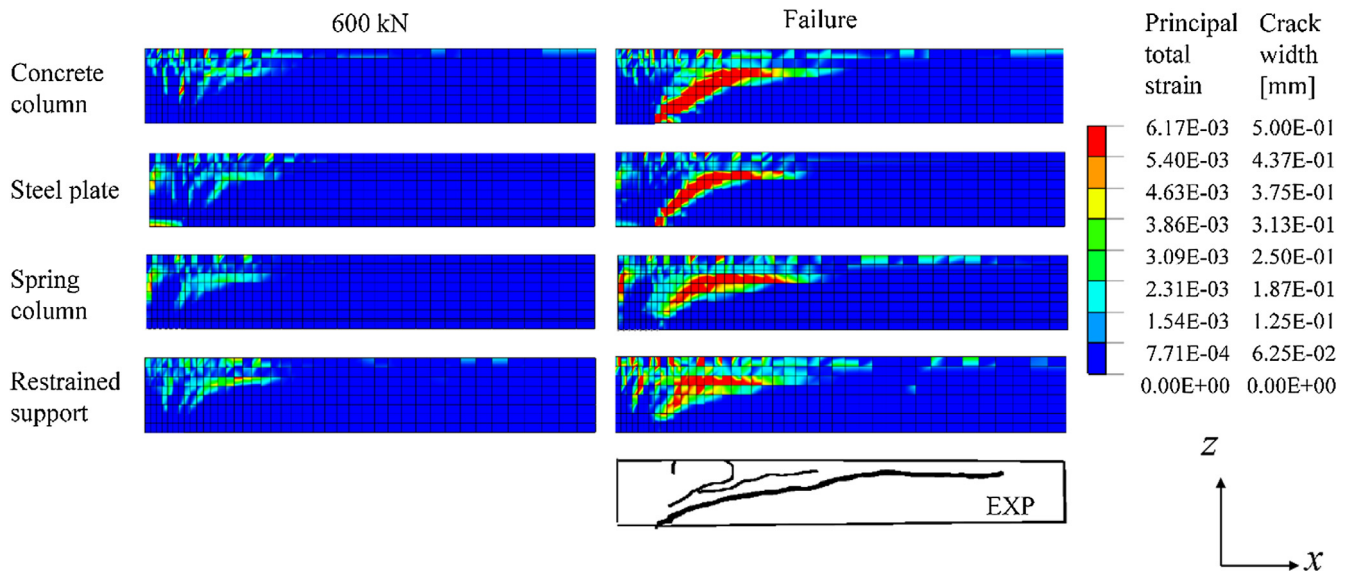 600 kN
Failure
Principal total strain
Crack width [mm]
Concrete column
Steel plate
Spring column
Restrained support
6.17E-03 5.00E-01
5.40E-03 4.37E-01
4.63E-03 3.75E-01
3.86E-03 3.13E-01
3.09E-03 2.50E-01
2.31E-03 1.87E-01
1.54E-03 1.25E-01
7.71E-04 6.25E-02
0.00E+00 0.00E+00
EXP
z
x